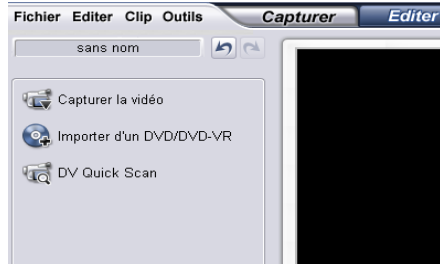 Fichier Editer Clip Outils Capturer Editer
sans nom
Capturer la vidéo
Importer d'un DVD/DVD-VR
DV Quick Scan